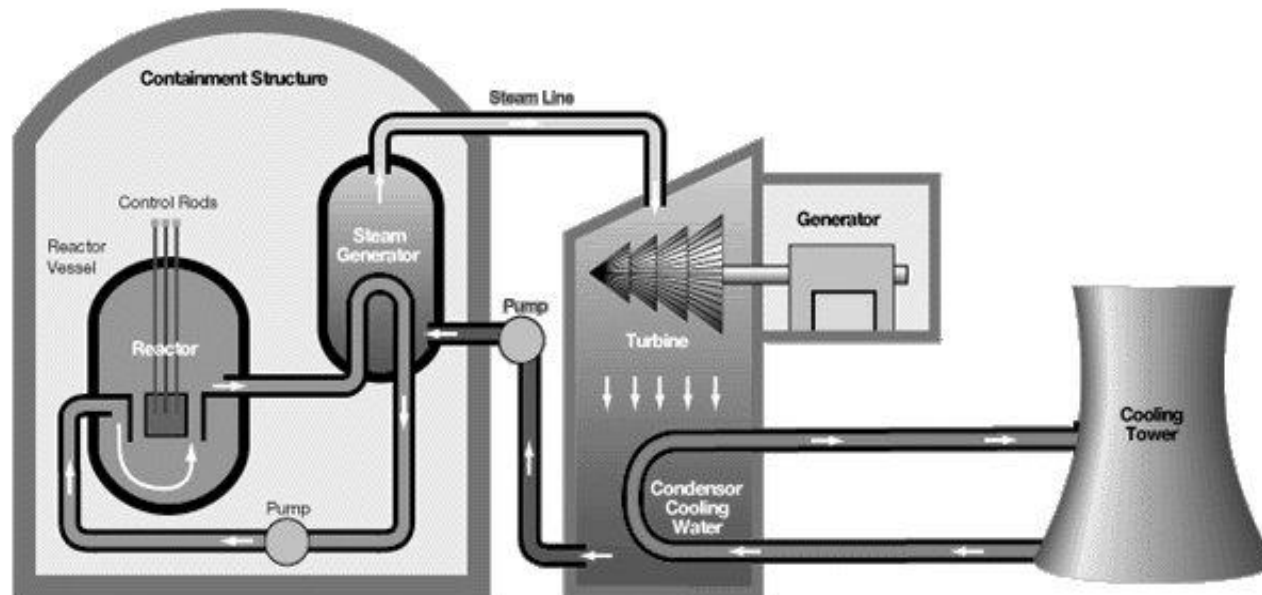 Containment Structure
Steam Line
Control Rods
Reactor
Vessel
Steam
Generator
Generator
Pump
Reactor
Turbine
Cooling
Tower
Condensor
Cooling
Water
Pump